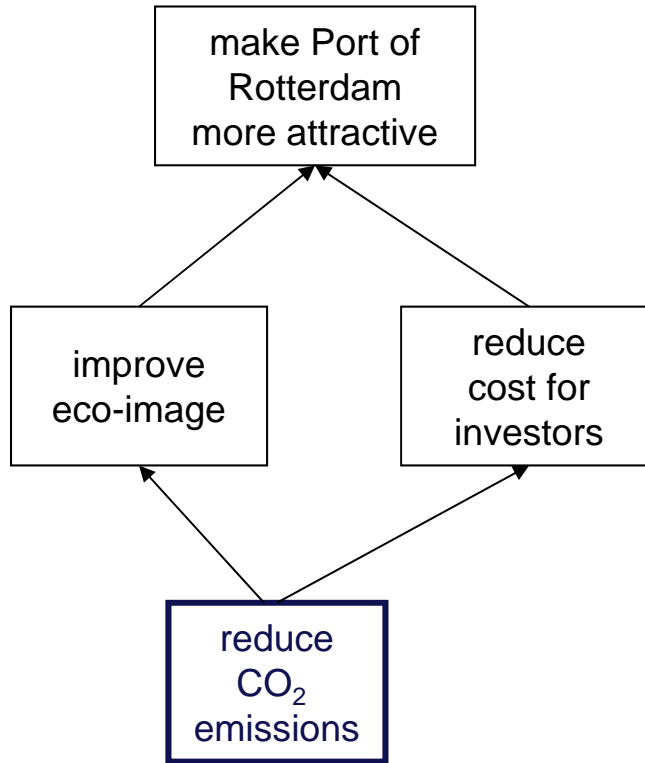 make Port of
Rotterdam
more attractive
improve
eco-image
reduce
cost for
investors
reduce
CO₂
emissions